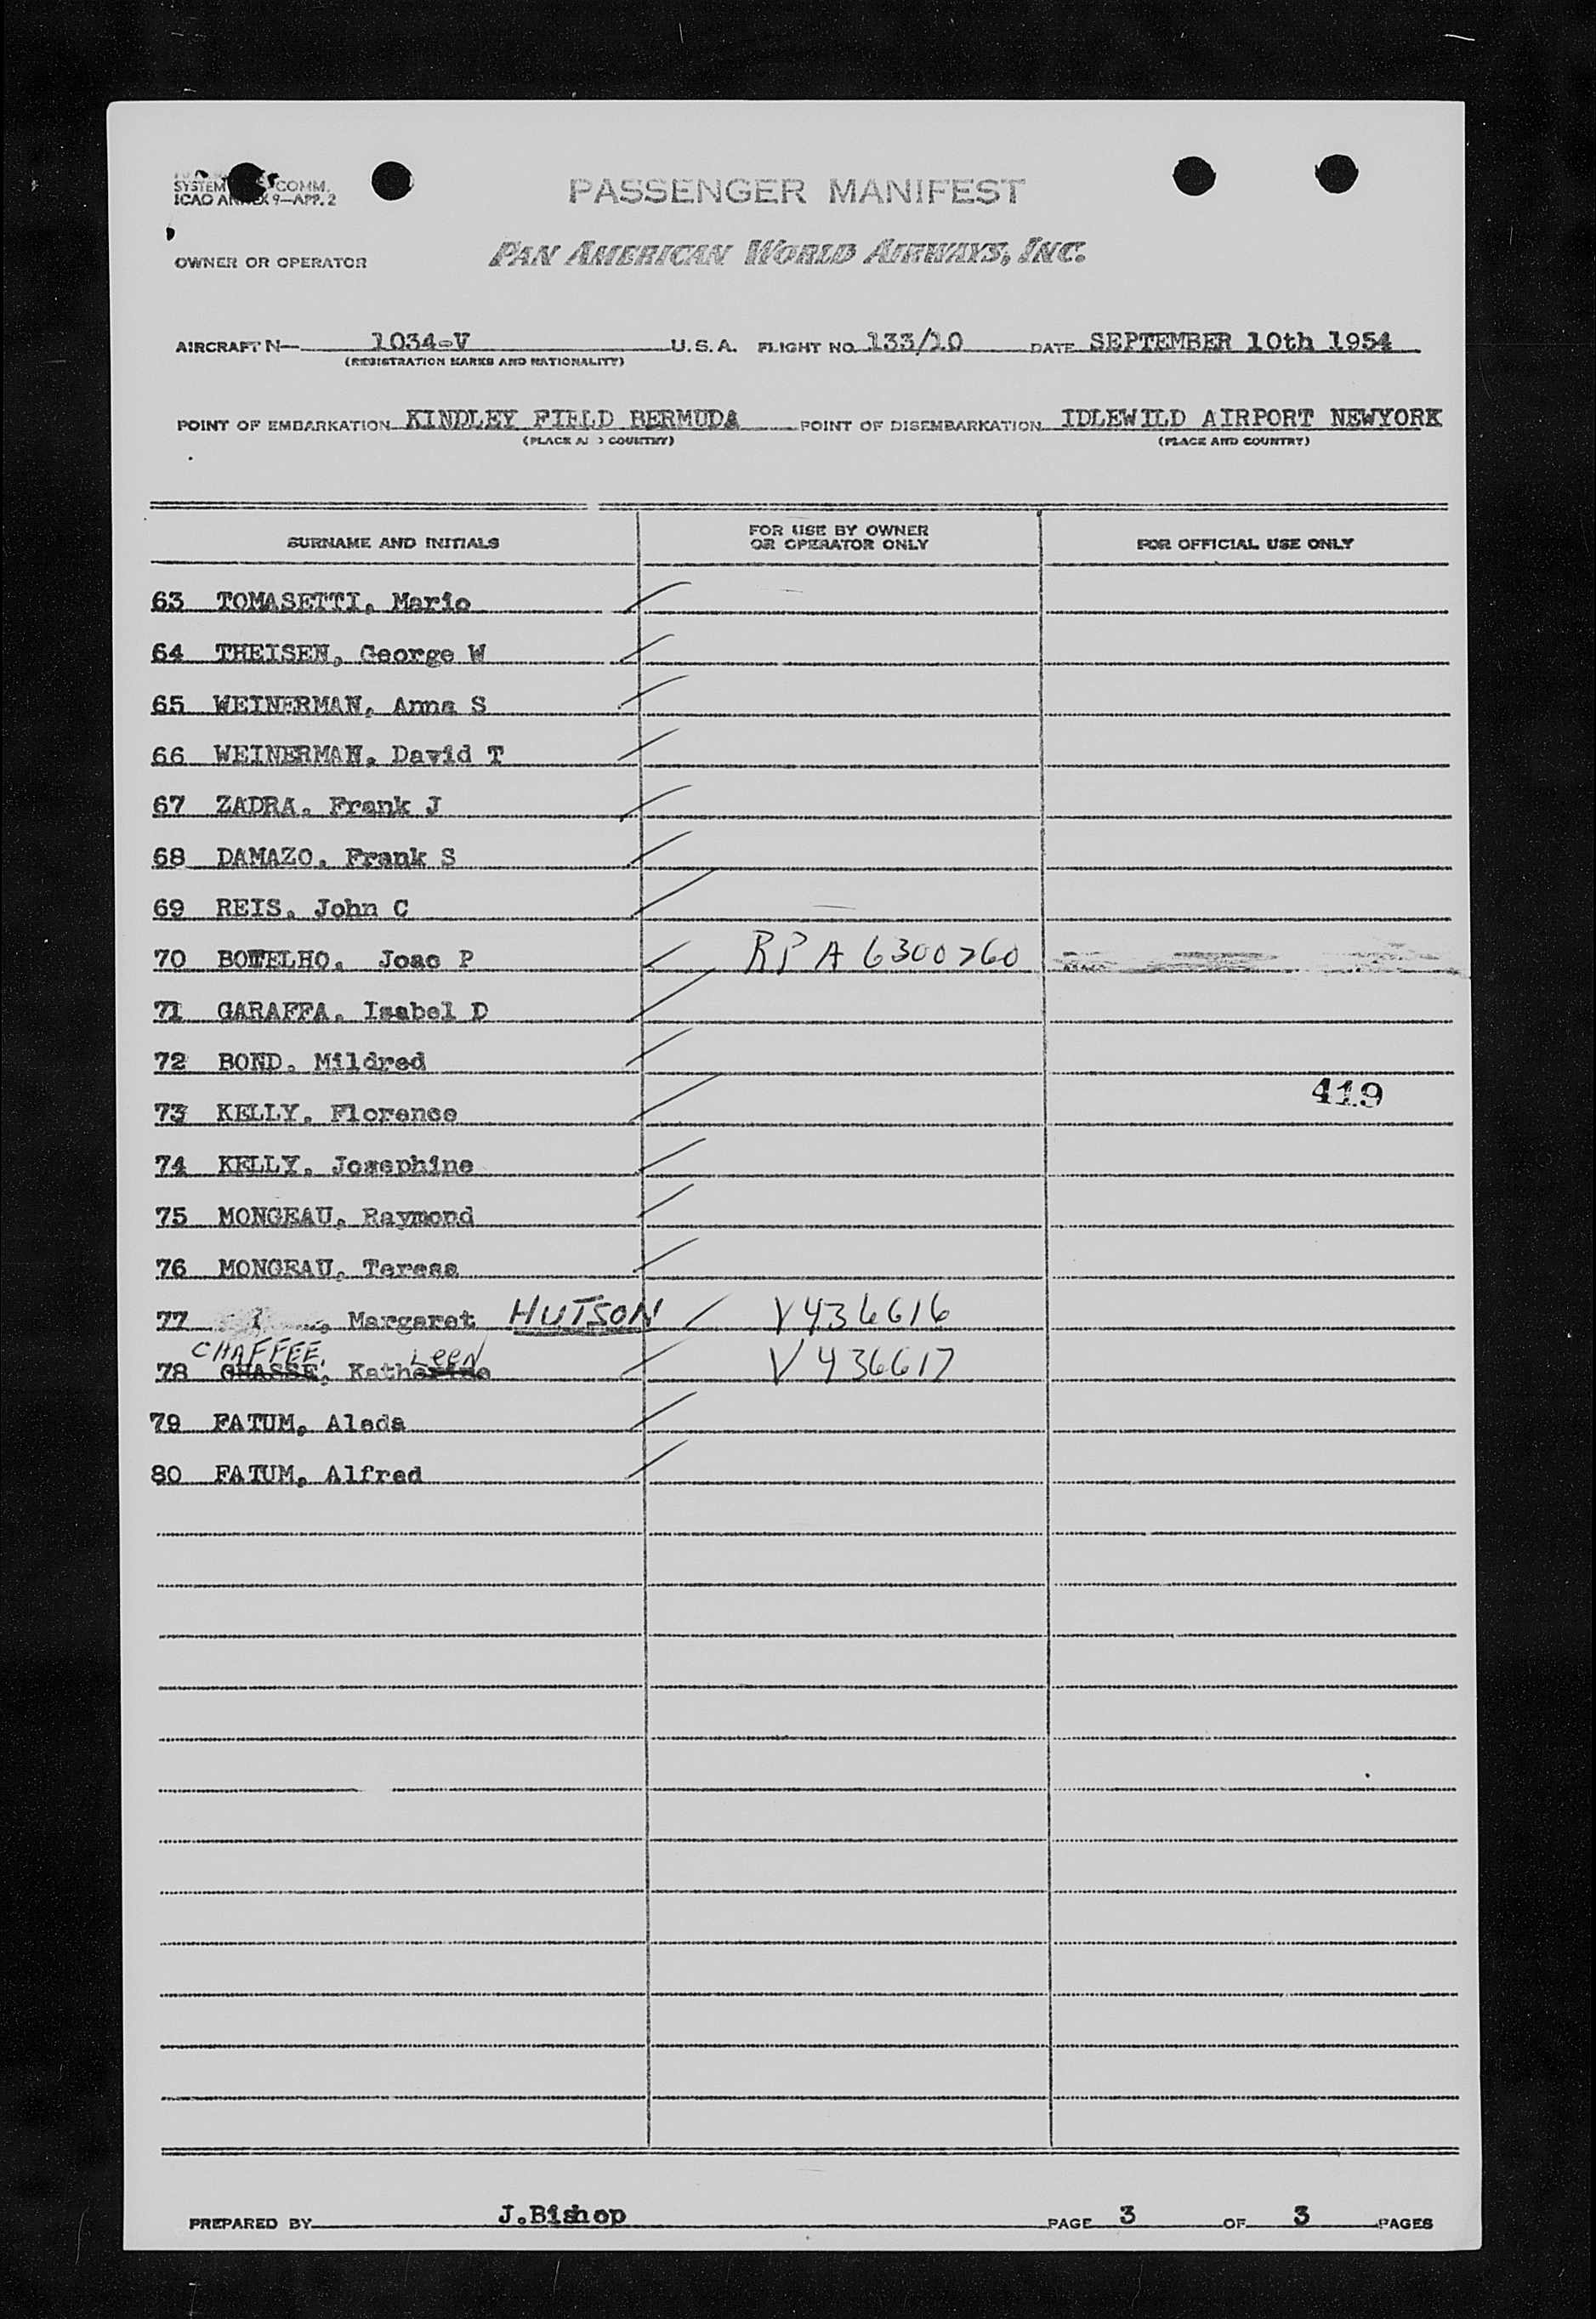 SYSTEM COMM.
ICAO ANNEX 9—APP. 2
PASSENGER MANIFEST
OWNER OR OPERATOR PAN AMERICAN WORLD AIRWAYS, INC.
AIRCRAFT N— 1034-V U.S.A. FLIGHT NO. 133/10 DATE SEPTEMBER 10th 1954
(REGISTRATION MARKS AND NATIONALITY)
POINT OF EMBARKATION KINDLEY FIELD BERMUDA POINT OF DISEMBARKATION IDLEWILD AIRPORT NEWYORK
(PLACE AND COUNTRY) (PLACE AND COUNTRY)
SURNAME AND INITIALS FOR USE BY OWNER OR OPERATOR ONLY FOR OFFICIAL USE ONLY
63 TOMASETTI, Mario
64 THEISEN, George W
65 WEINERMAN, Anna S
66 WEINERMAN, David T
67 ZADRA, Frank J
68 DAMAZO, Frank S
69 REIS, John C
70 BOTELHO, Joao P RPA 6300760
71 GARAFFA, Isabel D
72 BOND, Mildred
419
73 KELLY, Florence
74 KELLY, Josephine
75 MONGEAU, Raymond
76 MONGEAU, Teresa
77 , Margaret HUTSON V436616
CHAFFEE, Leen
78 CHASSE, Katherine V436617
79 FATUM, Aleda
80 FATUM, Alfred
PREPARED BY J.Bishop PAGE 3 OF 3 PAGES